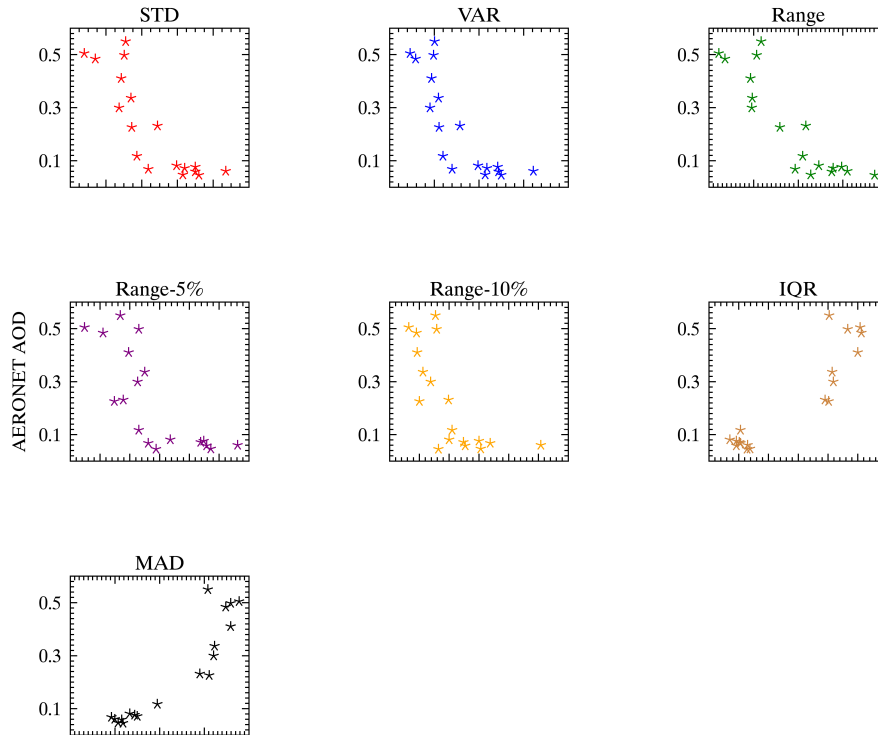 STD VAR Range
0.5 0.5 0.5
0.3 0.3 0.3
0.1 0.1 0.1
Range-5% Range-10% IQR
AERONET AOD
0.5 0.5 0.5
0.3 0.3 0.3
0.1 0.1 0.1
MAD
0.5
0.3
0.1